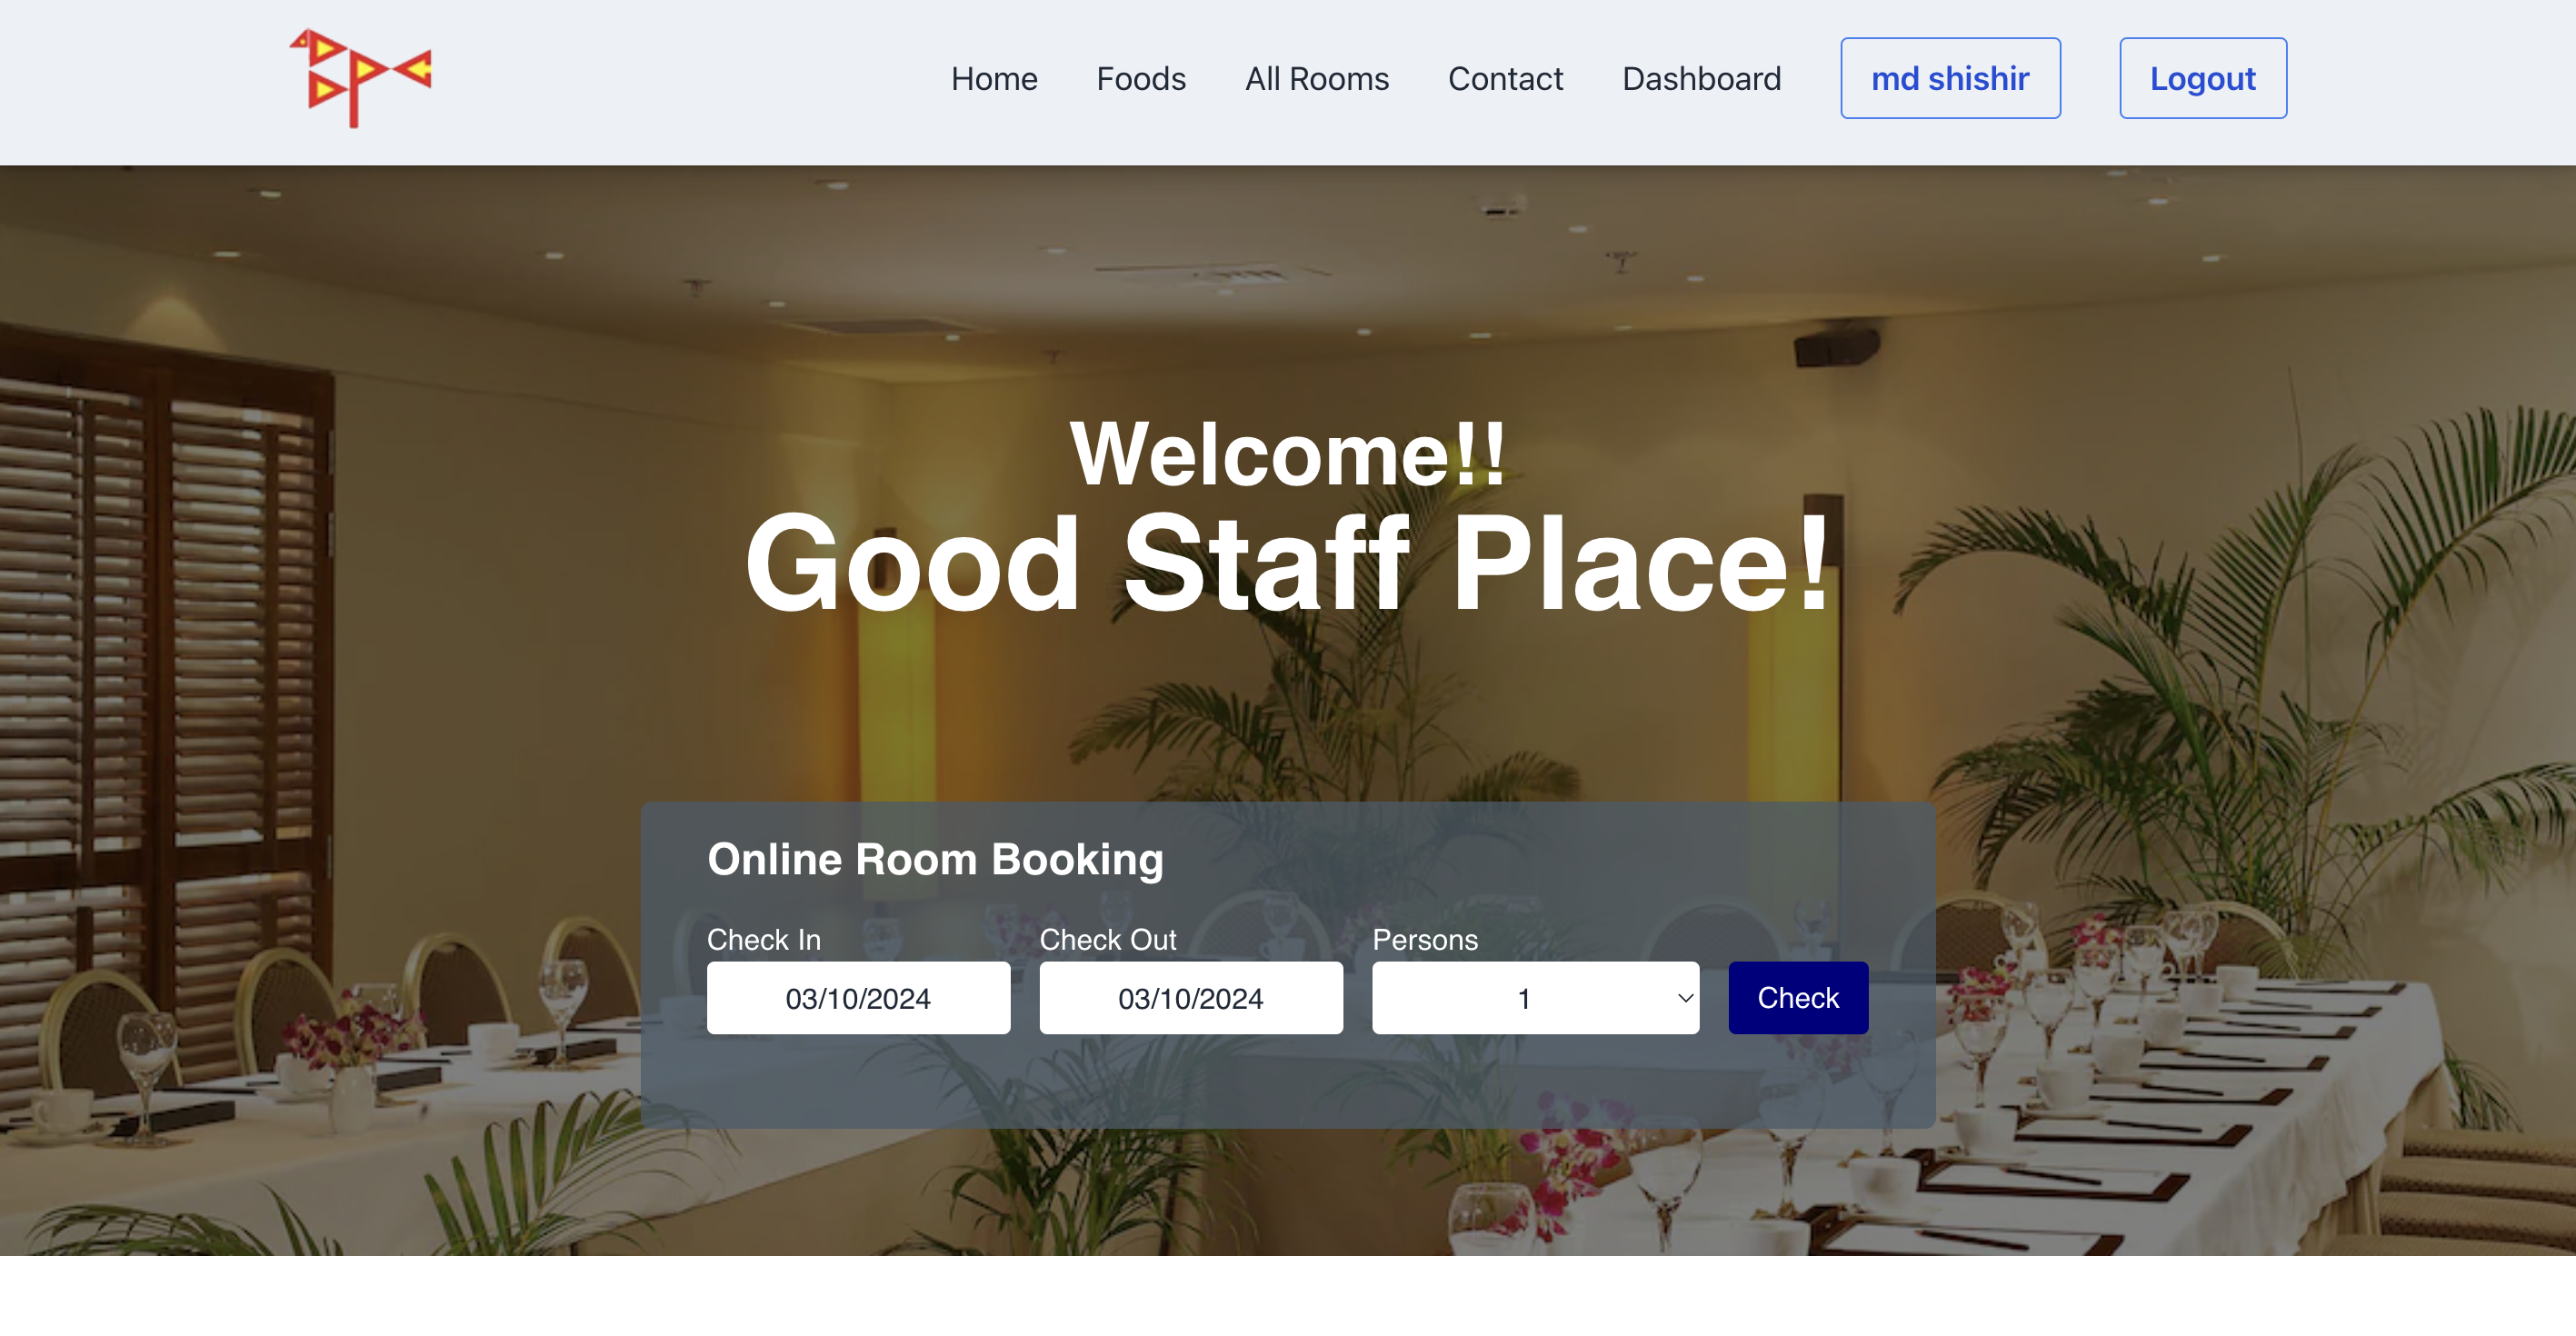 Home Foods All Rooms Contact Dashboard md shishir Logout
Welcome!!
Good Staff Place!
Online Room Booking
Check In Check Out Persons
03/10/2024 03/10/2024 1 Check